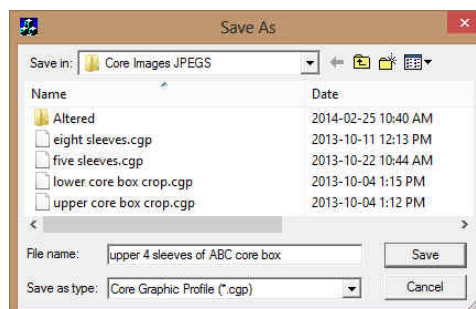 Save As
Save in: Core Images JPEGS
Name Date
Altered 2014-02-25 10:40 AM
eight sleeves.cgp 2013-10-11 12:13 PM
five sleeves.cgp 2013-10-22 10:44 AM
lower core box crop.cgp 2013-10-04 1:15 PM
upper core box crop.cgp 2013-10-04 1:12 PM
File name: upper 4 sleeves of ABC core box Save
Save as type: Core Graphic Profile (*.cgp) Cancel